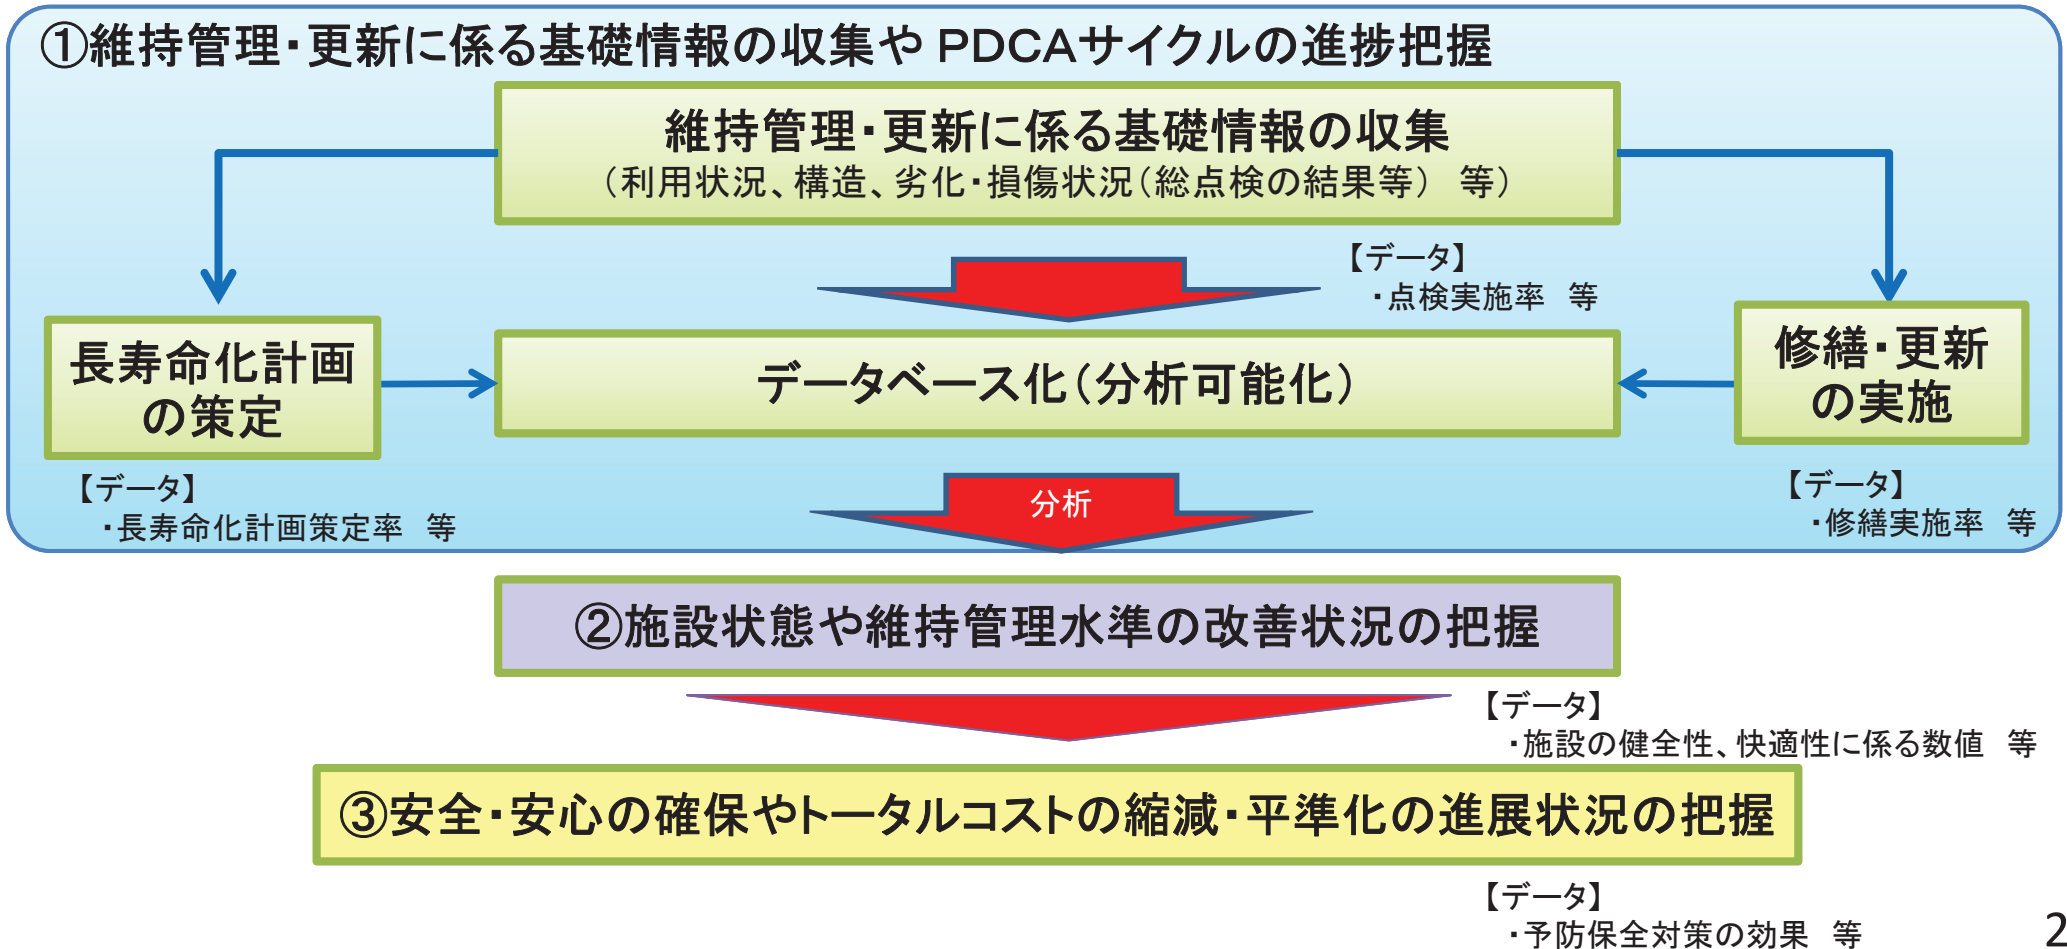 ①維持管理・更新に係る基礎情報の収集や PDCAサイクルの進捗把握
維持管理・更新に係る基礎情報の収集
（利用状況、構造、劣化・損傷状況（総点検の結果等） 等）
【データ】
・点検実施率 等
長寿命化計画
の策定
データベース化（分析可能化）
修繕・更新
の実施
【データ】
・長寿命化計画策定率 等
分析
【データ】
・修繕実施率 等
②施設状態や維持管理水準の改善状況の把握
【データ】
・施設の健全性、快適性に係る数値 等
③安全・安心の確保やトータルコストの縮減・平準化の進展状況の把握
【データ】
・予防保全対策の効果 等
2